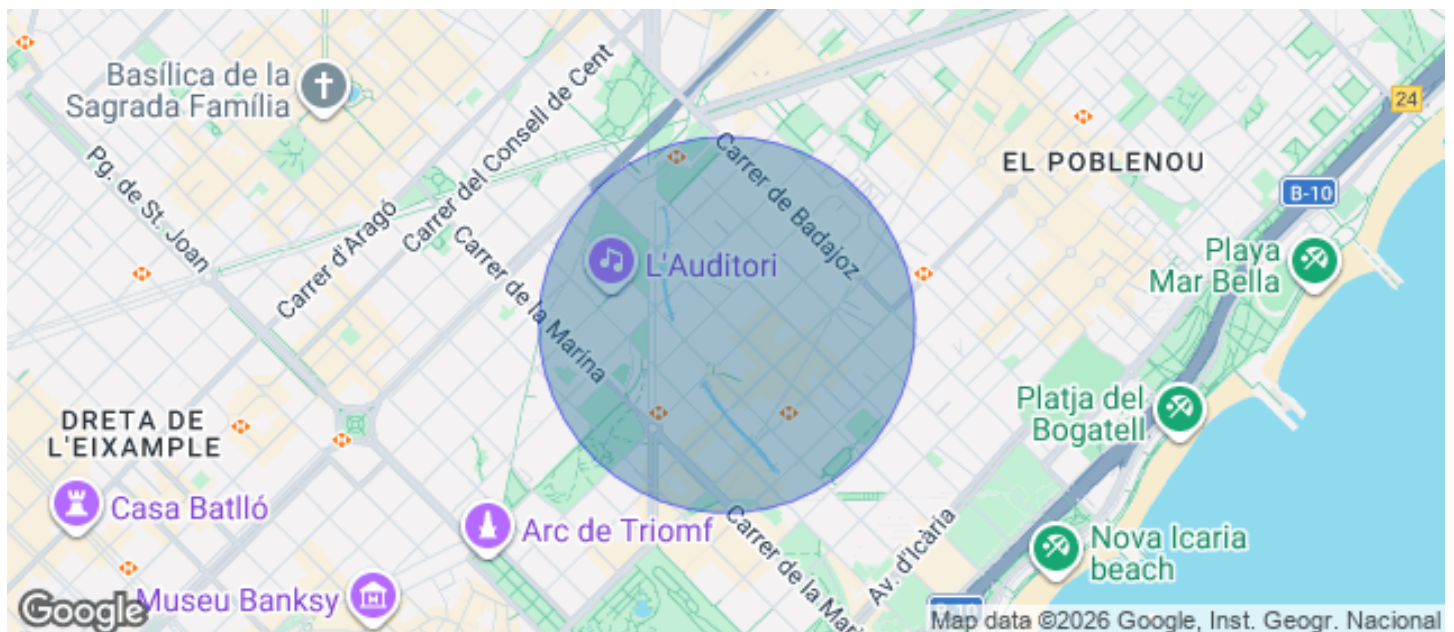 Basílica de la
Sagrada Família
Carrer del Consell de Cent
24
Carrer de Badajoz
EL POBLENOU
B-10
Pg. de St. Joan
Carrer d'Aragó
Carrer de la Marina
L'Auditori
Playa
Mar Bella
DRETA DE
L'EIXAMPLE
Platja del
Bogatell
Casa Batlló
Arc de Triomf
Carrer de la Mari
Av. d'Icària
Nova Icaria
beach
Museu Banksy
B-10
Google
Map data ©2026 Google, Inst. Geogr. Nacional